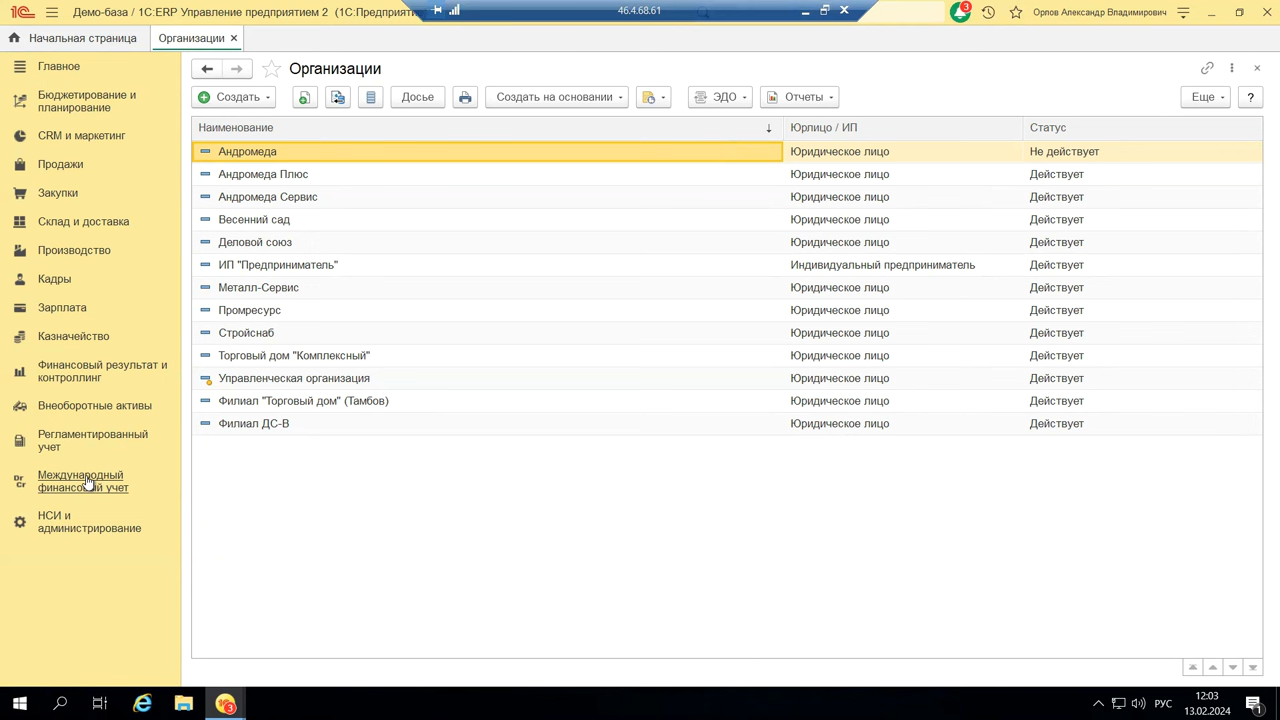 Демо-база / 1С:ERP Управление предприятием 2 (1С:Предприяти
46.4.68.61
3
Орлов Александр Владимирович
Начальная страница
Организации
Главное
Бюджетирование и
планирование
CRM и маркетинг
Продажи
Закупки
Склад и доставка
Производство
Кадры
Зарплата
Казначейство
Финансовый результат и
контроллинг
Внеоборотные активы
Регламентированный
учет
Международный
финансовый учет
НСИ и
администрирование
Организации
Создать
Досье
Создать на основании
ЭДО
Отчеты
Еще
?
Наименование Юрлицо / ИП Статус
Андромеда Юридическое лицо Не действует
Андромеда Плюс Юридическое лицо Действует
Андромеда Сервис Юридическое лицо Действует
Весенний сад Юридическое лицо Действует
Деловой союз Юридическое лицо Действует
ИП "Предприниматель" Индивидуальный предприниматель Действует
Металл-Сервис Юридическое лицо Действует
Промресурс Юридическое лицо Действует
Стройснаб Юридическое лицо Действует
Торговый дом "Комплексный" Юридическое лицо Действует
Управленческая организация Юридическое лицо Действует
Филиал "Торговый дом" (Тамбов) Юридическое лицо Действует
Филиал ДС-В Юридическое лицо Действует
3
РУС
12:03
13.02.2024
1